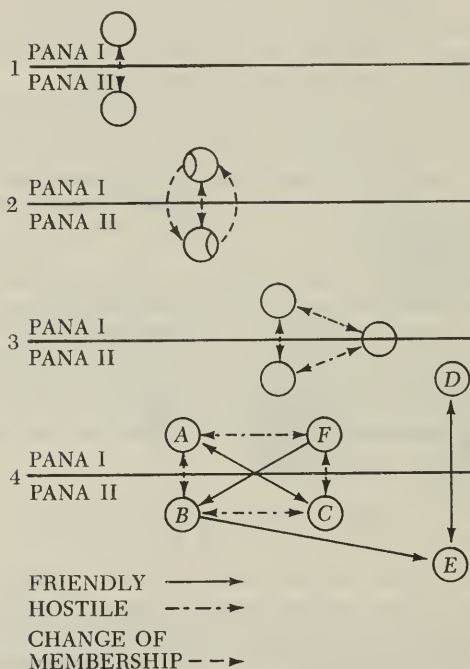 PANA I
1
PANA II
PANA I
2
PANA II
PANA I
3
PANA II
D
A F
PANA I
4
PANA II
B C
E
FRIENDLY
HOSTILE
CHANGE OF
MEMBERSHIP